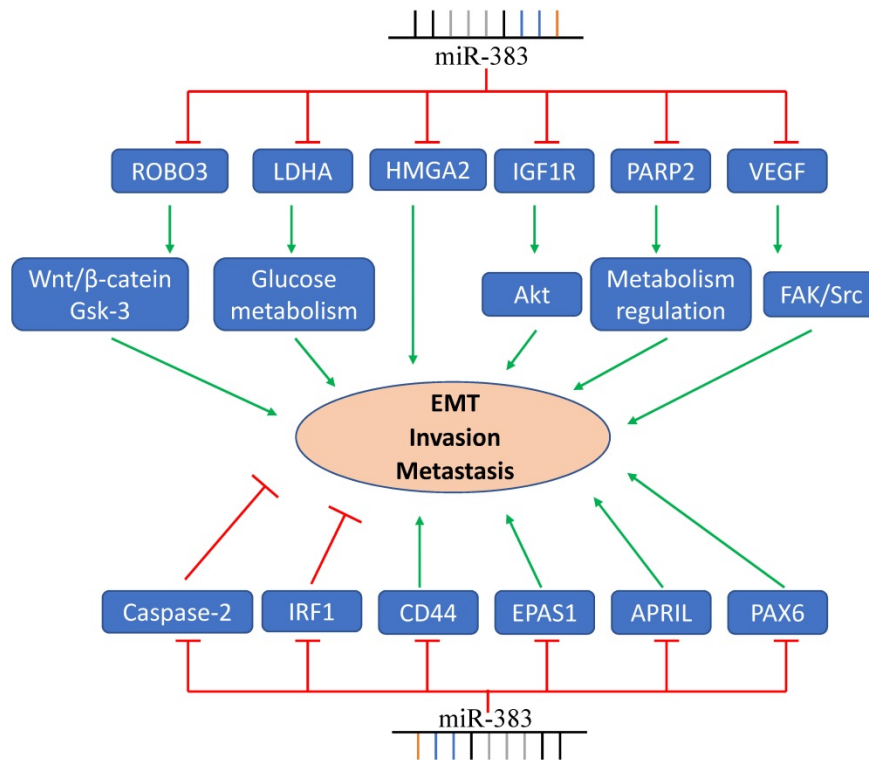 miR-383
ROBO3 LDHA HMGA2 IGF1R PARP2 VEGF
Wnt/β-catein
Gsk-3
Glucose
metabolism
Akt
Metabolism
regulation
FAK/Src
EMT
Invasion
Metastasis
Caspase-2 IRF1 CD44 EPAS1 APRIL PAX6
miR-383